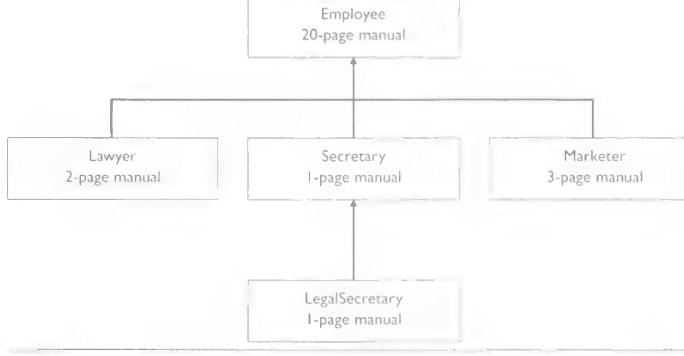 Employee
20-page manual
Lawyer
2-page manual
Secretary
1-page manual
Marketer
3-page manual
LegalSecretary
1-page manual